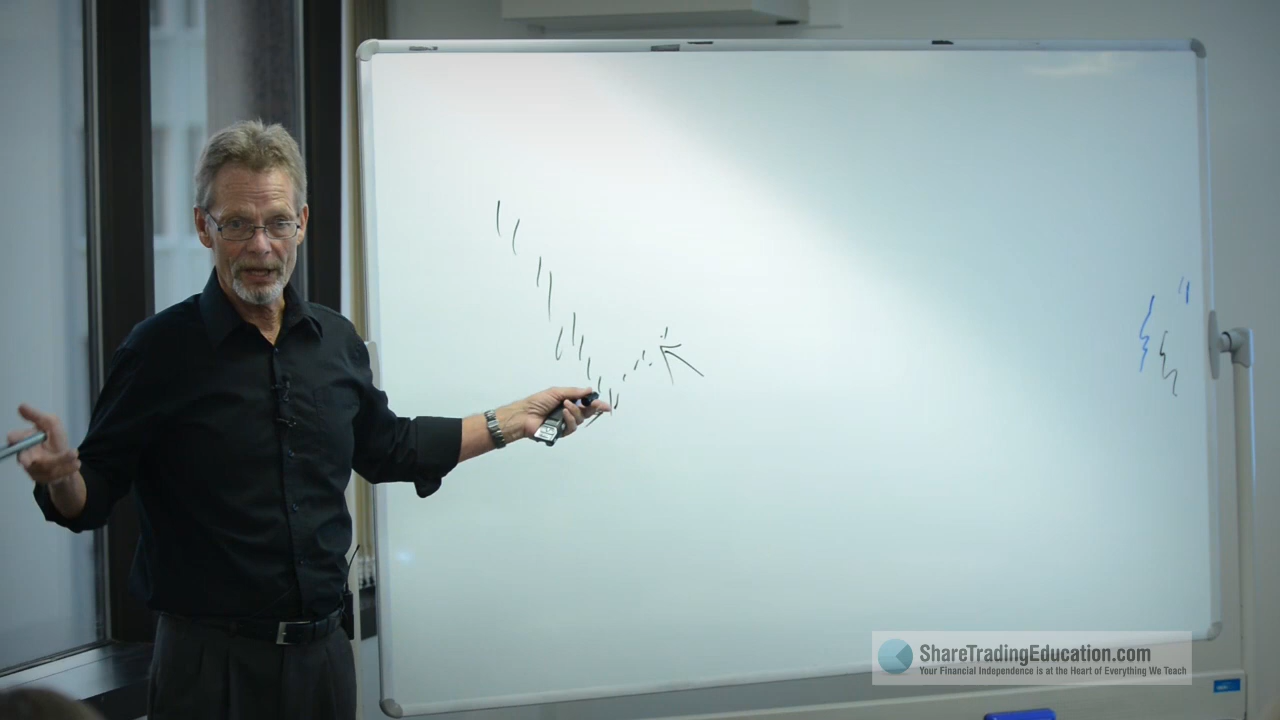 ShareTradingEducation.com
Your Financial Independence is at the Heart of Everything We Teach